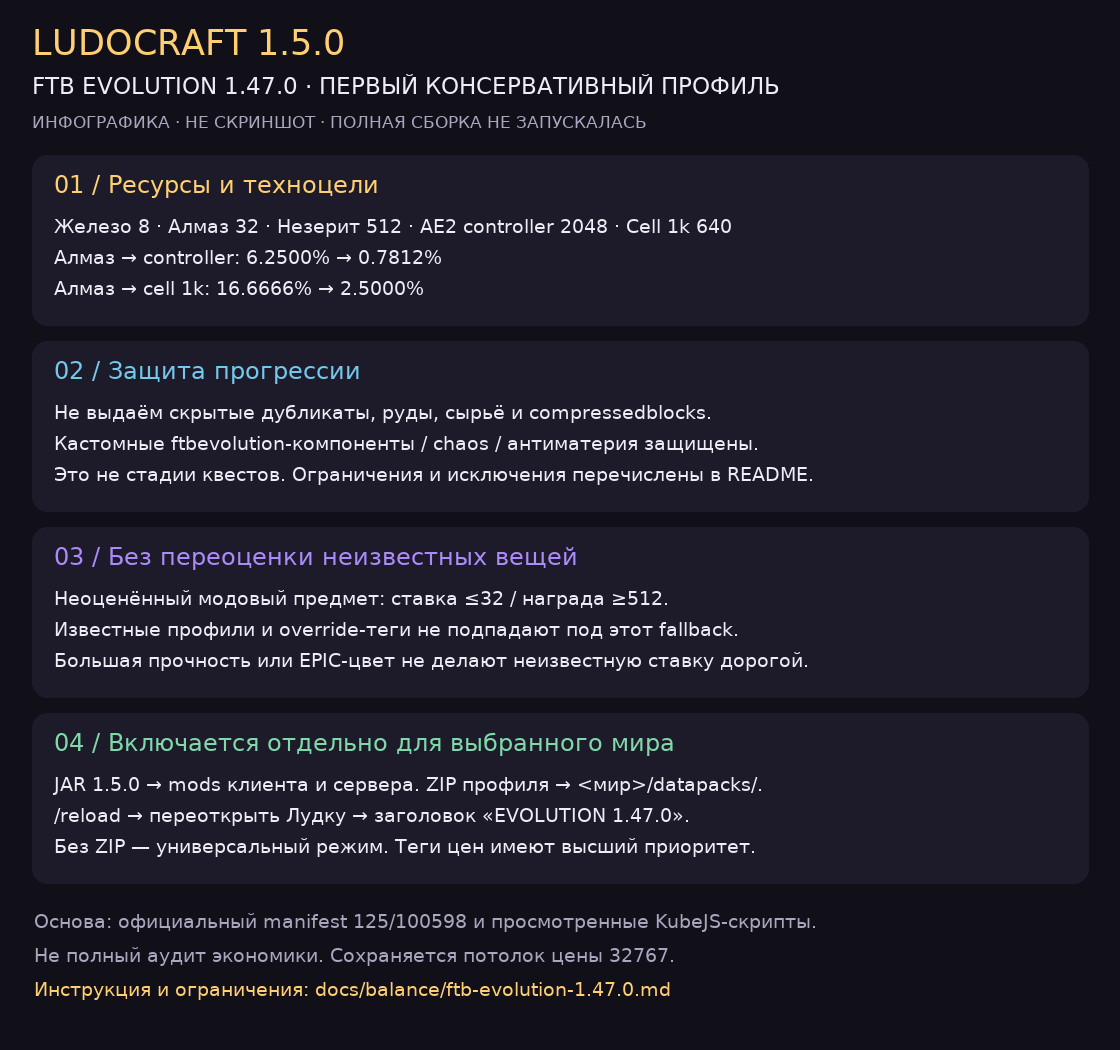 LUDOCRAFT 1.5.0
FTB EVOLUTION 1.47.0 · ПЕРВЫЙ КОНСЕРВАТИВНЫЙ ПРОФИЛЬ
ИНФОГРАФИКА · НЕ СКРИНШОТ · ПОЛНАЯ СБОРКА НЕ ЗАПУСКАЛАСЬ
01 / Ресурсы и техноцели
Железо 8 · Алмаз 32 · Незерит 512 · AE2 controller 2048 · Cell 1k 640
Алмаз → controller: 6.2500% → 0.7812%
Алмаз → cell 1k: 16.6666% → 2.5000%
02 / Защита прогрессии
Не выдаём скрытые дубликаты, руды, сырьё и compressedblocks.
Кастомные ftbevolution-компоненты / chaos / антиматерия защищены.
Это не стадии квестов. Ограничения и исключения перечислены в README.
03 / Без переоценки неизвестных вещей
Неоценённый модовый предмет: ставка ≤32 / награда ≥512.
Известные профили и override-теги не подпадают под этот fallback.
Большая прочность или EPIC-цвет не делают неизвестную ставку дорогой.
04 / Включается отдельно для выбранного мира
JAR 1.5.0 → mods клиента и сервера. ZIP профиля → <мир>/datapacks/.
/reload → переоткрыть Лудку → заголовок «EVOLUTION 1.47.0».
Без ZIP — универсальный режим. Теги цен имеют высший приоритет.
Основа: официальный manifest 125/100598 и просмотренные KubeJS-скрипты.
Не полный аудит экономики. Сохраняется потолок цены 32767.
Инструкция и ограничения: docs/balance/ftb-evolution-1.47.0.md